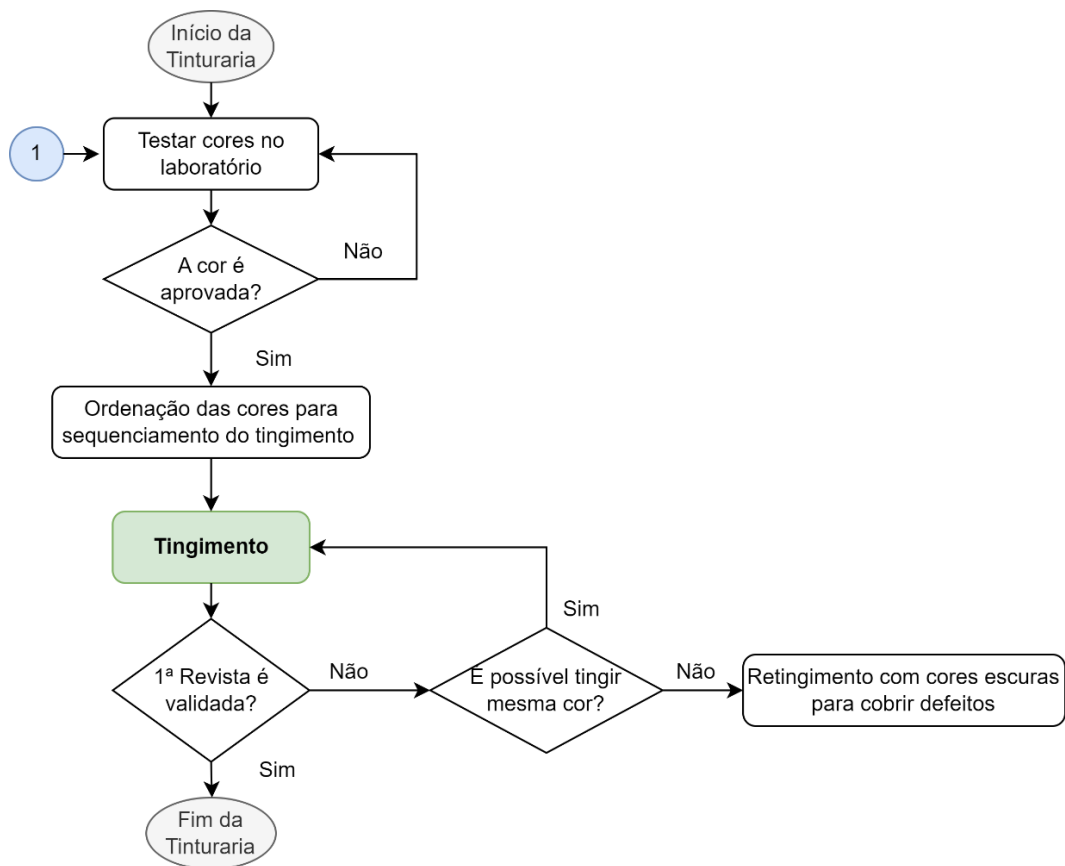 Início da
Tinturaria
1
Testar cores no
laboratório
Não
A cor é
aprovada?
Sim
Ordenação das cores para
sequenciamento do tingimento
Tingimento
Sim
1ª Revista é
validada?
Não
É possível tingir
mesma cor?
Não
Retingimento com cores escuras
para cobrir defeitos
Sim
Fim da
Tinturaria